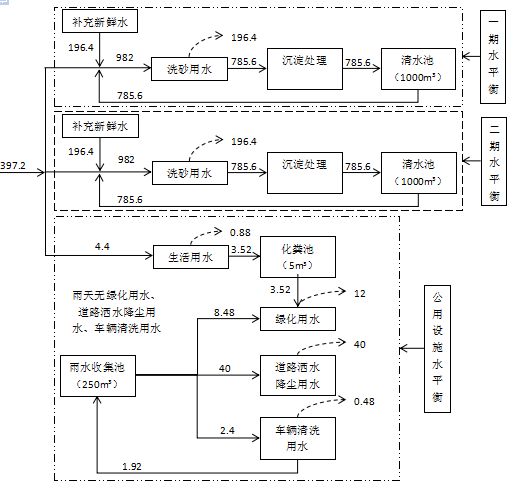 补充新鲜水
196.4
982
洗砂用水
196.4
785.6
沉淀处理
785.6
清水池
（1000m³）
785.6
一期水平衡
补充新鲜水
196.4
982
洗砂用水
196.4
785.6
沉淀处理
785.6
清水池
（1000m³）
785.6
二期水平衡
397.2
4.4
生活用水
0.88
3.52
化粪池
（5m³）
3.52
12
雨天无绿化用水、
道路洒水降尘用
水、车辆清洗用水
8.48
绿化用水
雨水收集池
（250m³）
40
道路洒水
降尘用水
40
2.4
车辆清洗
用水
0.48
1.92
公用设施水平衡